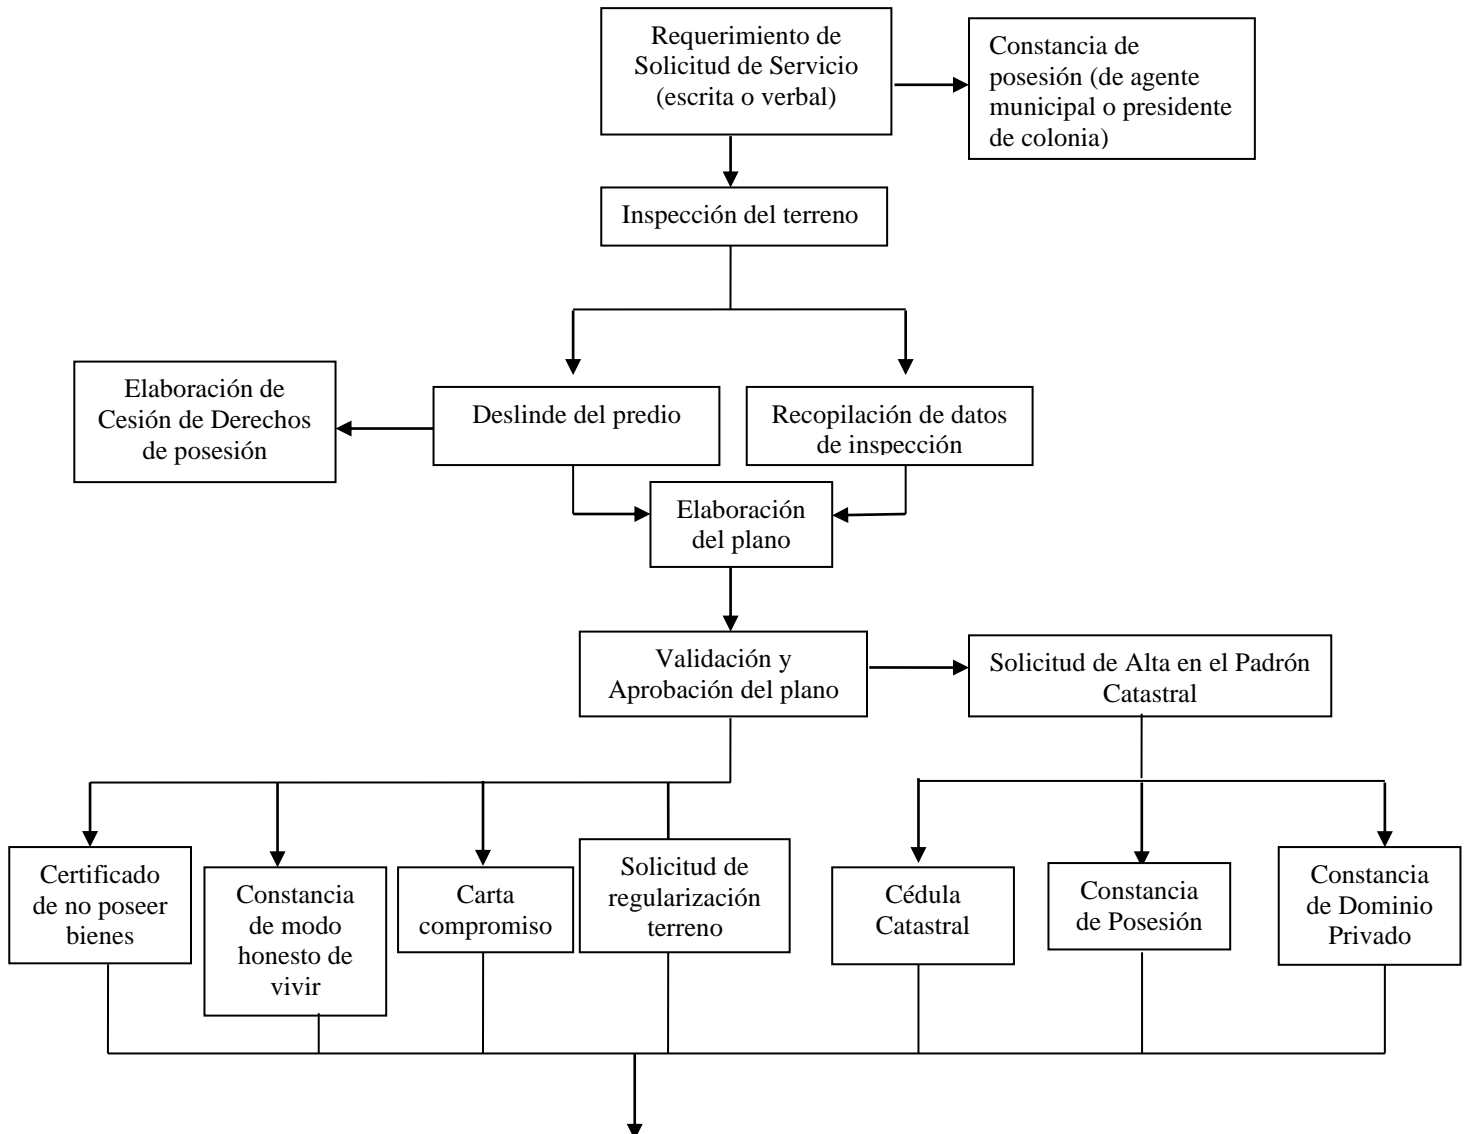 Requerimiento de
Solicitud de Servicio
(escrita o verbal)
Constancia de
posesión (de agente
municipal o presidente
de colonia)
Inspección del terreno
Elaboración de
Cesión de Derechos
de posesión
Deslinde del predio
Recopilación de datos
de inspección
Elaboración
del plano
Validación y
Aprobación del plano
Solicitud de Alta en el Padrón
Catastral
Certificado
de no poseer
bienes
Constancia
de modo
honesto de
vivir
Carta
compromiso
Solicitud de
regularización
terreno
Cédula
Catastral
Constancia
de Posesión
Constancia
de Dominio
Privado